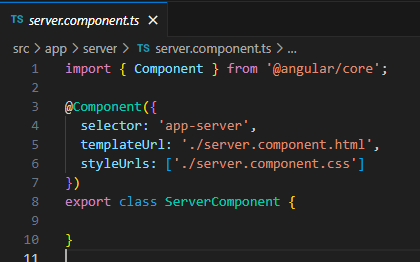 TS server.component.ts ×
src > app > server > TS server.component.ts > ...
1 import { Component } from '@angular/core';
2
3 @Component({
4   selector: 'app-server',
5   templateUrl: './server.component.html',
6   styleUrls: ['./server.component.css']
7 })
8 export class ServerComponent {
9
10 }
11